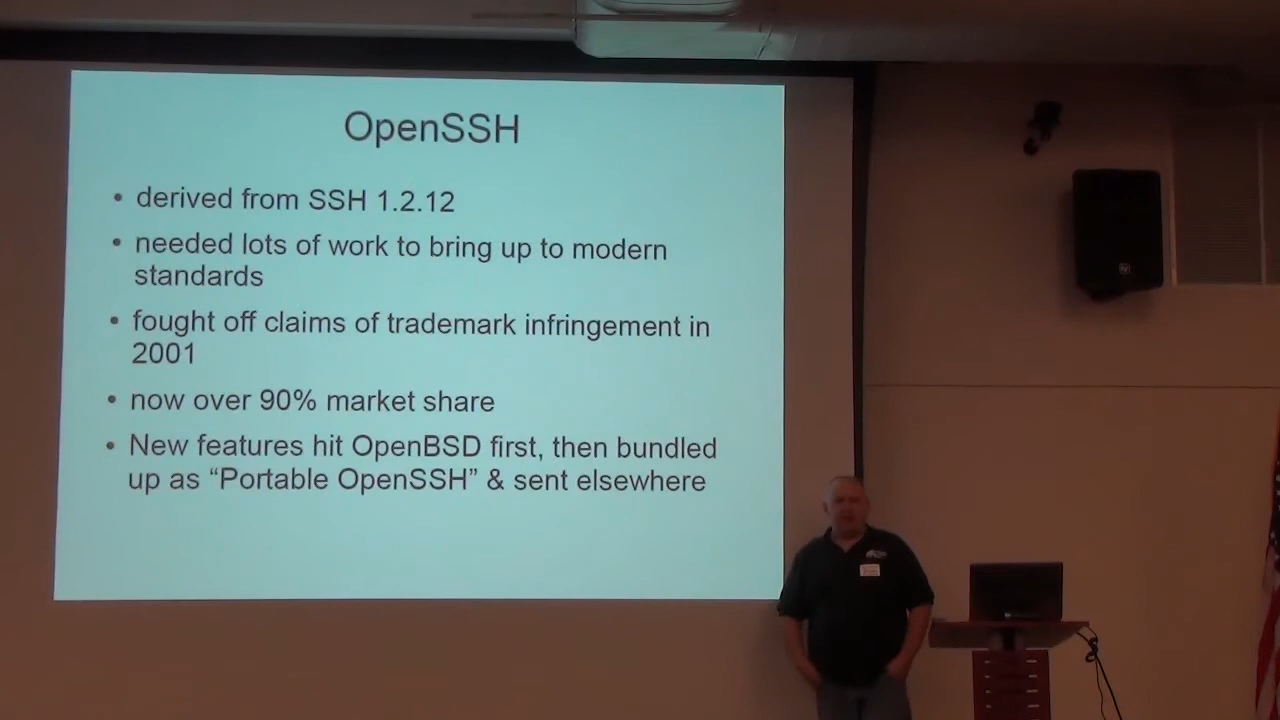 OpenSSH
• derived from SSH 1.2.12
• needed lots of work to bring up to modern
standards
• fought off claims of trademark infringement in
2001
• now over 90% market share
• New features hit OpenBSD first, then bundled
up as “Portable OpenSSH” & sent elsewhere